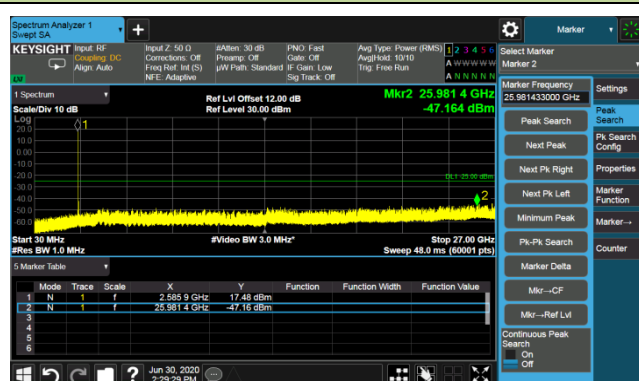 Spectrum Analyzer 1
Swept SA
+
Marker
KEYSIGHT
Input: RF
Coupling: DC
Align: Auto
Input Z: 50 Ω
Corrections: Off
Freq Ref: Int (S)
NFE: Adaptive
#Atten: 30 dB
Preamp: Off
µW Path: Standard
PNO: Fast
Gate: Off
IF Gain: Low
Sig Track: Off
Avg Type: Power (RMS)
Avg|Hold: 10/10
Trig: Free Run
1 2 3 4 5 6
A W W W W W
A N N N N N
LXI
Select Marker
Marker 2
1 Spectrum
Scale/Div 10 dB
Ref Lvl Offset 12.00 dB
Ref Level 30.00 dBm
Mkr2 25.981 4 GHz
-47.164 dBm
Log
20.0
10.0
0.00
-10.0
-20.0
-30.0
-40.0
-50.0
-60.0
1
DL1 -25.00 dBm
2
Start 30 MHz
#Res BW 1.0 MHz
#Video BW 3.0 MHz*
Stop 27.00 GHz
Sweep 48.0 ms (60001 pts)
5 Marker Table
Mode Trace Scale X Y Function Function Width Function Value
1 N 1 f 2.585 9 GHz 17.48 dBm
2 N 1 f 25.981 4 GHz -47.16 dBm
3
4
5
6
Marker Frequency
25.981433000 GHz
Peak Search
Next Peak
Next Pk Right
Next Pk Left
Minimum Peak
Pk-Pk Search
Marker Delta
Mkr→CF
Mkr→Ref Lvl
Continuous Peak Search
On
Off
Settings
Peak Search
Pk Search Config
Properties
Marker Function
Marker→
Counter
?
Jun 30, 2020
2:29:29 PM